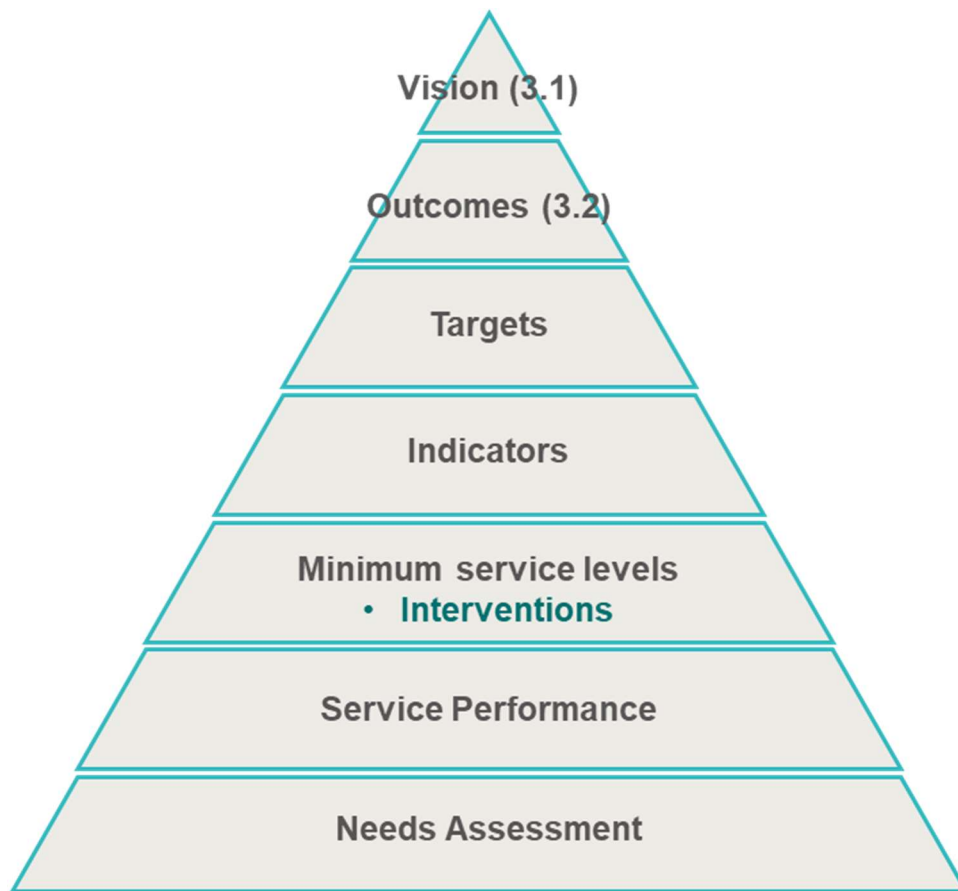 Vision (3.1)
Outcomes (3.2)
Targets
Indicators
Minimum service levels
• Interventions
Service Performance
Needs Assessment